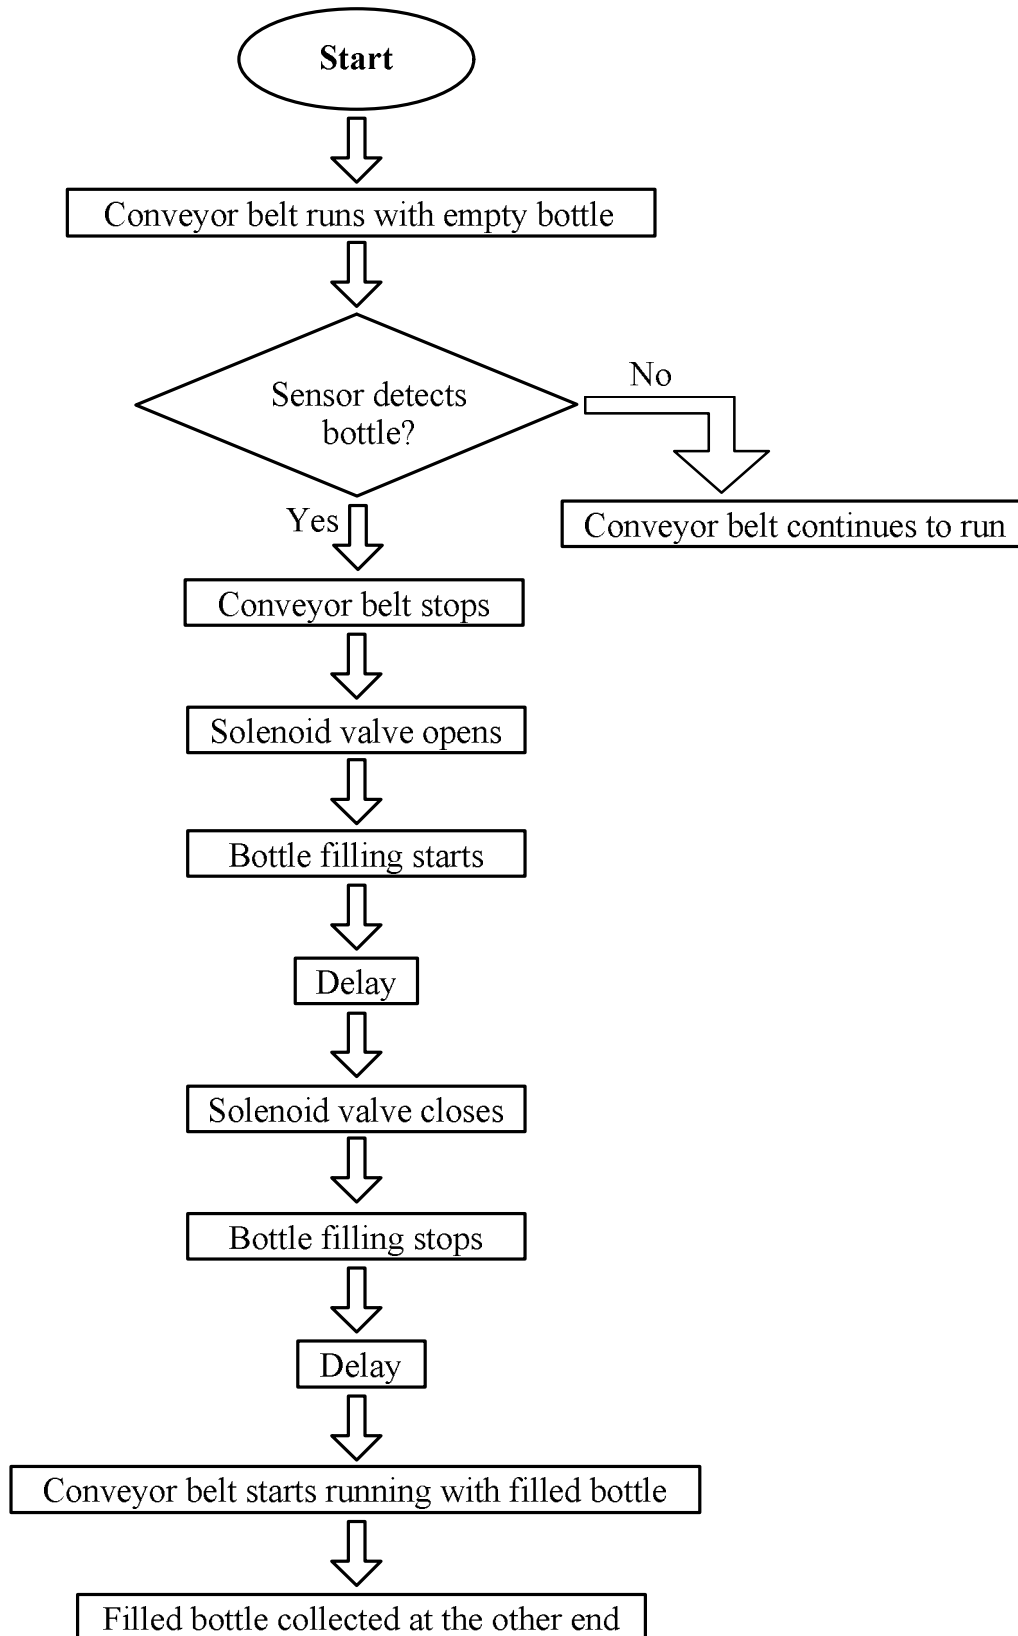 Start
Conveyor belt runs with empty bottle
Sensor detects
bottle?
No
Conveyor belt continues to run
Yes
Conveyor belt stops
Solenoid valve opens
Bottle filling starts
Delay
Solenoid valve closes
Bottle filling stops
Delay
Conveyor belt starts running with filled bottle
Filled bottle collected at the other end